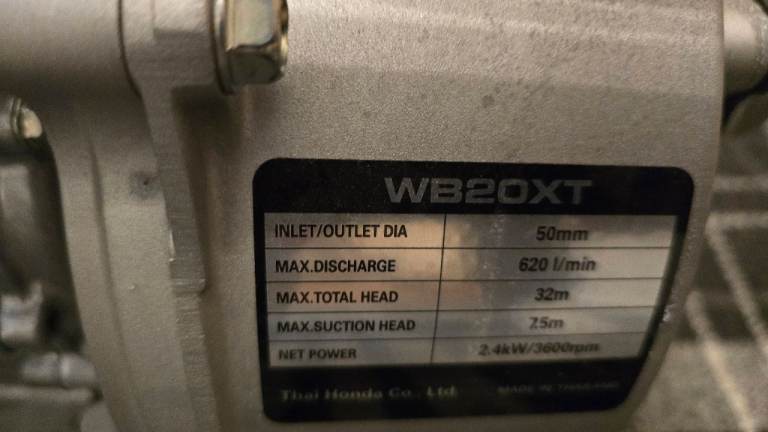 WB20XT
INLET/OUTLET DIA 50mm
MAX.DISCHARGE 620 l/min
MAX.TOTAL HEAD 32m
MAX.SUCTION HEAD 7.5m
NET POWER 2.4kW/3600rpm
Thai Honda Co., Ltd. MADE IN THAILAND